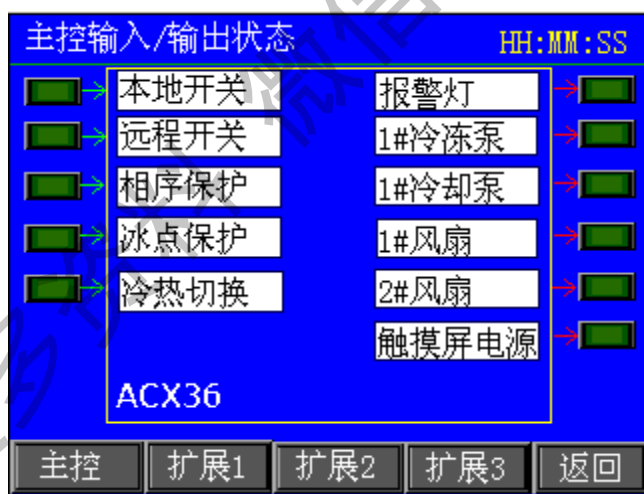 主控输入/输出状态 HH:MM:SS
本地开关 报警灯
远程开关 1#冷冻泵
相序保护 1#冷却泵
冰点保护 1#风扇
冷热切换 2#风扇
触摸屏电源
ACX36
主控 扩展1 扩展2 扩展3 返回